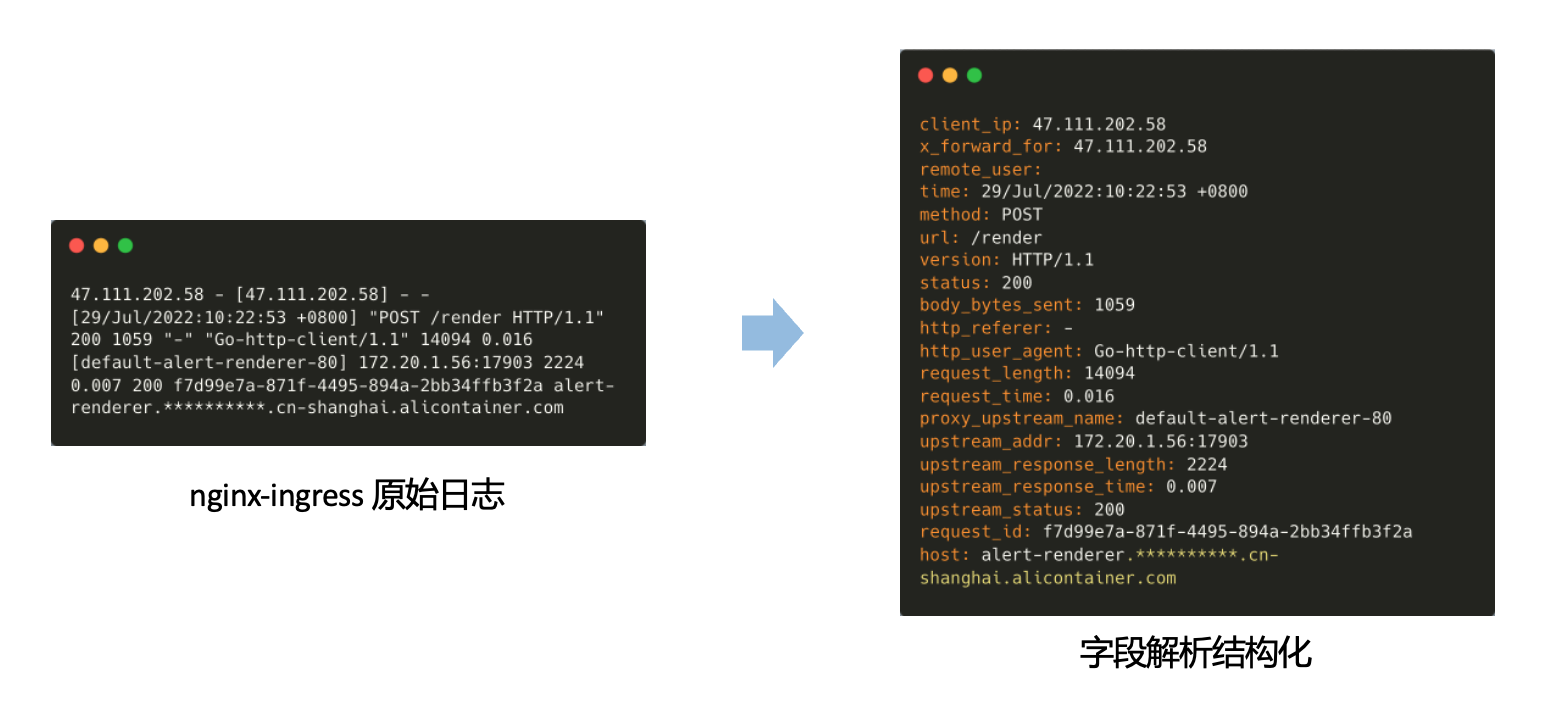 47.111.202.58 - [47.111.202.58] - -
[29/Jul/2022:10:22:53 +0800] "POST /render HTTP/1.1"
200 1059 "-" "Go-http-client/1.1" 14094 0.016
[default-alert-renderer-80] 172.20.1.56:17903 2224
0.007 200 f7d99e7a-871f-4495-894a-2bb34ffb3f2a alert-
renderer.**********.cn-shanghai.alicontainer.com
nginx-ingress 原始日志
client_ip: 47.111.202.58
x_forward_for: 47.111.202.58
remote_user:
time: 29/Jul/2022:10:22:53 +0800
method: POST
url: /render
version: HTTP/1.1
status: 200
body_bytes_sent: 1059
http_referer: -
http_user_agent: Go-http-client/1.1
request_length: 14094
request_time: 0.016
proxy_upstream_name: default-alert-renderer-80
upstream_addr: 172.20.1.56:17903
upstream_response_length: 2224
upstream_response_time: 0.007
upstream_status: 200
request_id: f7d99e7a-871f-4495-894a-2bb34ffb3f2a
host: alert-renderer.**********.cn-
shanghai.alicontainer.com
字段解析结构化